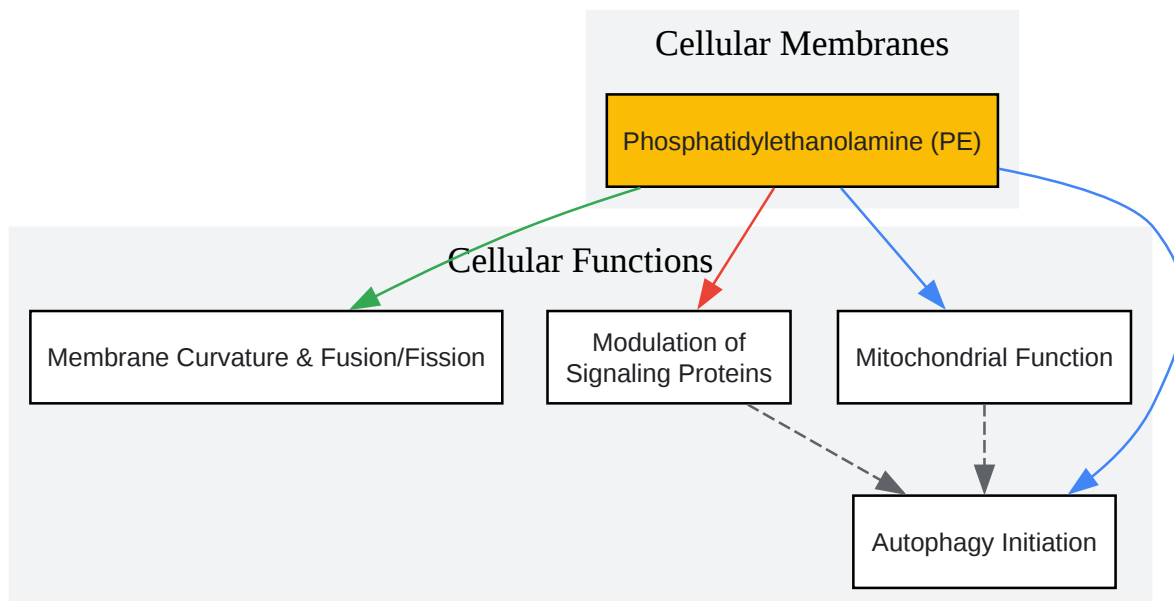 Cellular Membranes
Phosphatidylethanolamine (PE)
Cellular Functions
Membrane Curvature & Fusion/Fission
Modulation of
Signaling Proteins
Mitochondrial Function
Autophagy Initiation